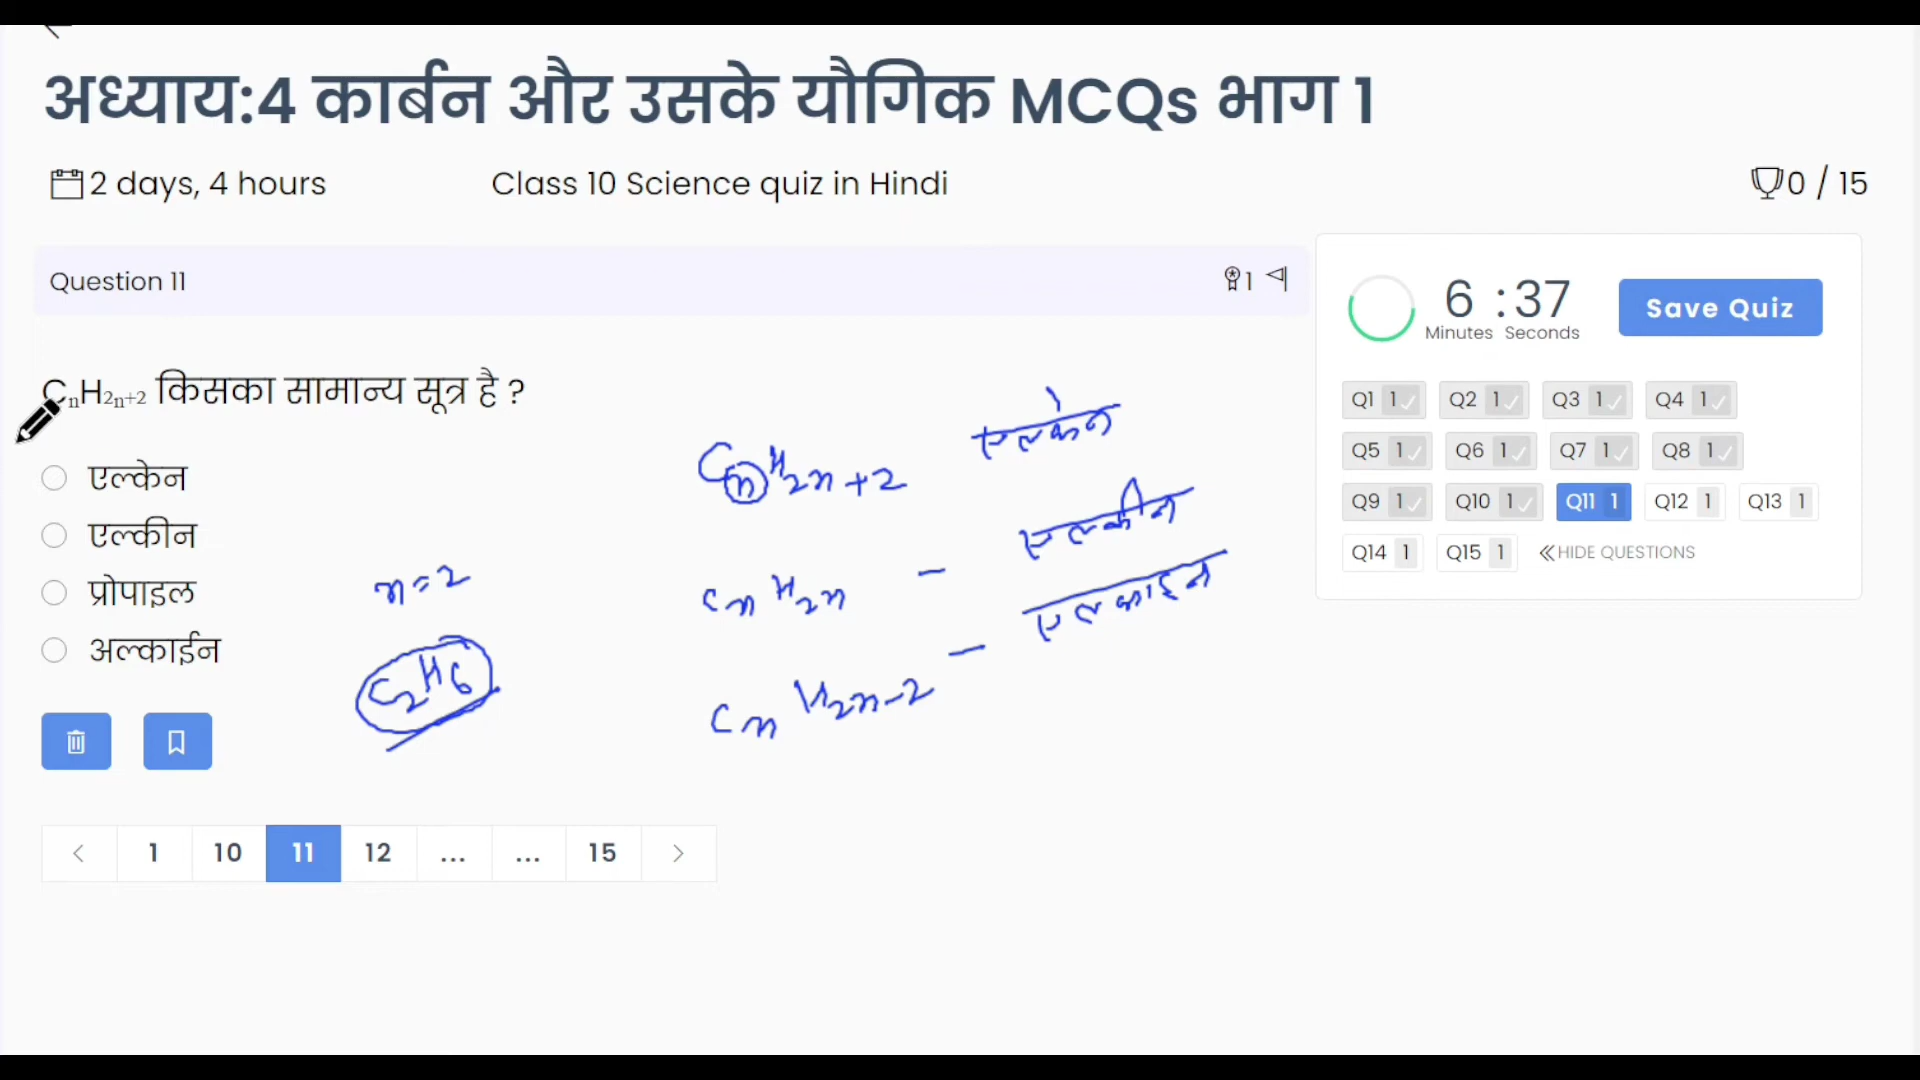 अध्याय:4 कार्बन और उसके यौगिक MCQs भाग 1
2 days, 4 hours
Class 10 Science quiz in Hindi
0 / 15
Question 11
1
6 : 37
Minutes Seconds
Save Quiz
CnH2n+2 किसका सामान्य सूत्र है ?
एल्केन
एल्कीन
प्रोपाइल
अल्काईन
n=2
C2H6
CnH2n+2 एल्केन
CnH2n - एल्कीन
CnH2n-2 - एल्काइन
Q1 1 Q2 1 Q3 1 Q4 1
Q5 1 Q6 1 Q7 1 Q8 1
Q9 1 Q10 1 Q11 1 Q12 1 Q13 1
Q14 1 Q15 1 HIDE QUESTIONS
< 1 10 11 12 ... ... 15 >